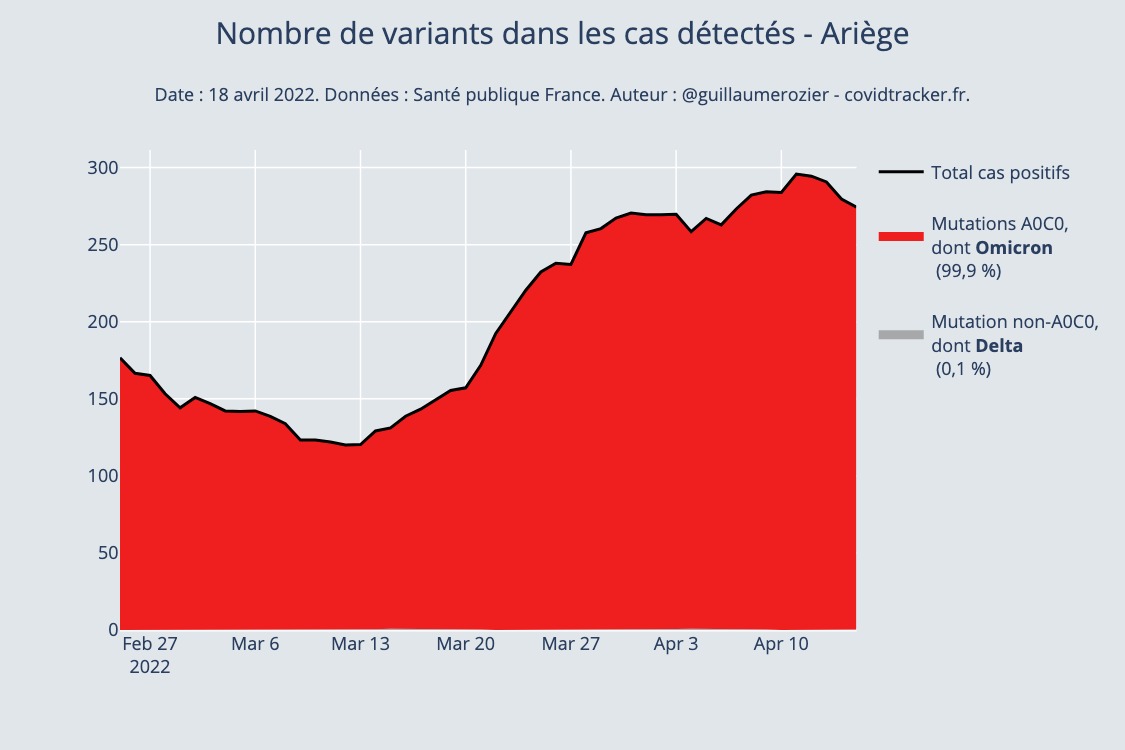 Nombre de variants dans les cas détectés - Ariège
Date : 18 avril 2022. Données : Santé publique France. Auteur : @guillaumerozier - covidtracker.fr.
300
250
200
150
100
50
0
Feb 27
2022
Mar 6
Mar 13
Mar 20
Mar 27
Apr 3
Apr 10
Total cas positifs
Mutations A0C0,
dont Omicron
(99,9 %)
Mutation non-A0C0,
dont Delta
(0,1 %)